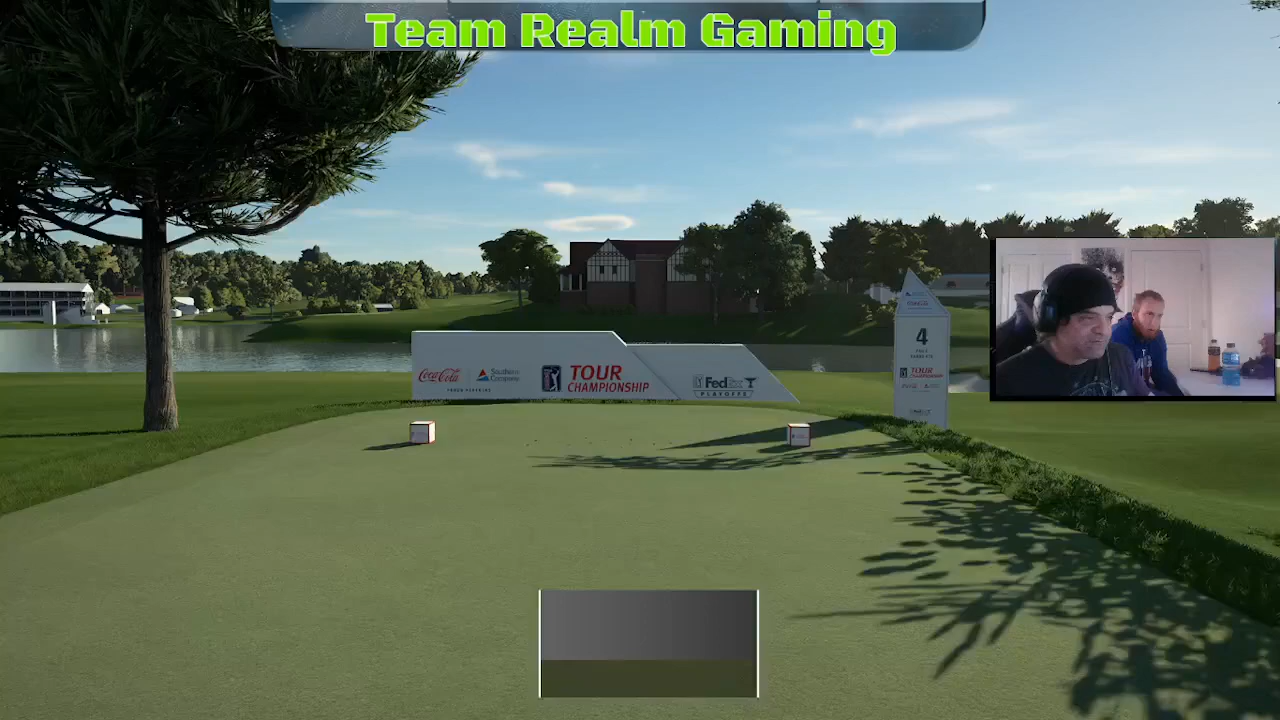 Team Realm Gaming
Coca-Cola
Southern Company
TOUR
CHAMPIONSHIP
FedEx
PLAYOFFS
4
TOUR
CHAMPIONSHIP